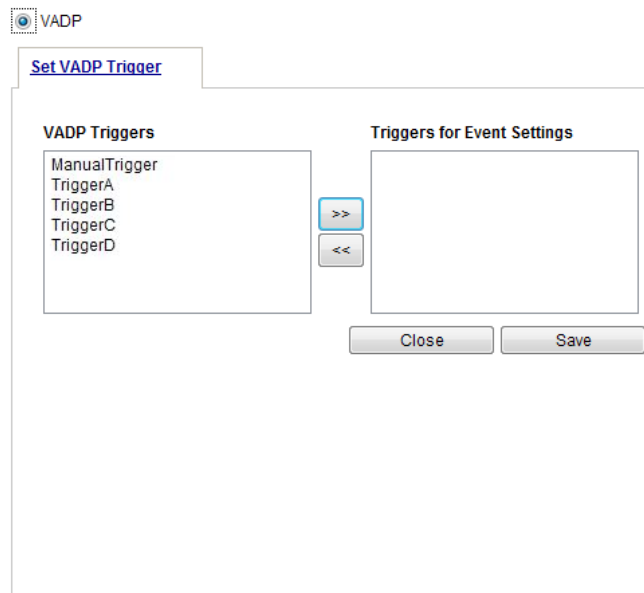 VADP
Set VADP Trigger
VADP Triggers
Triggers for Event Settings
ManualTrigger
TriggerA
TriggerB
TriggerC
TriggerD
>>
<<
Close
Save